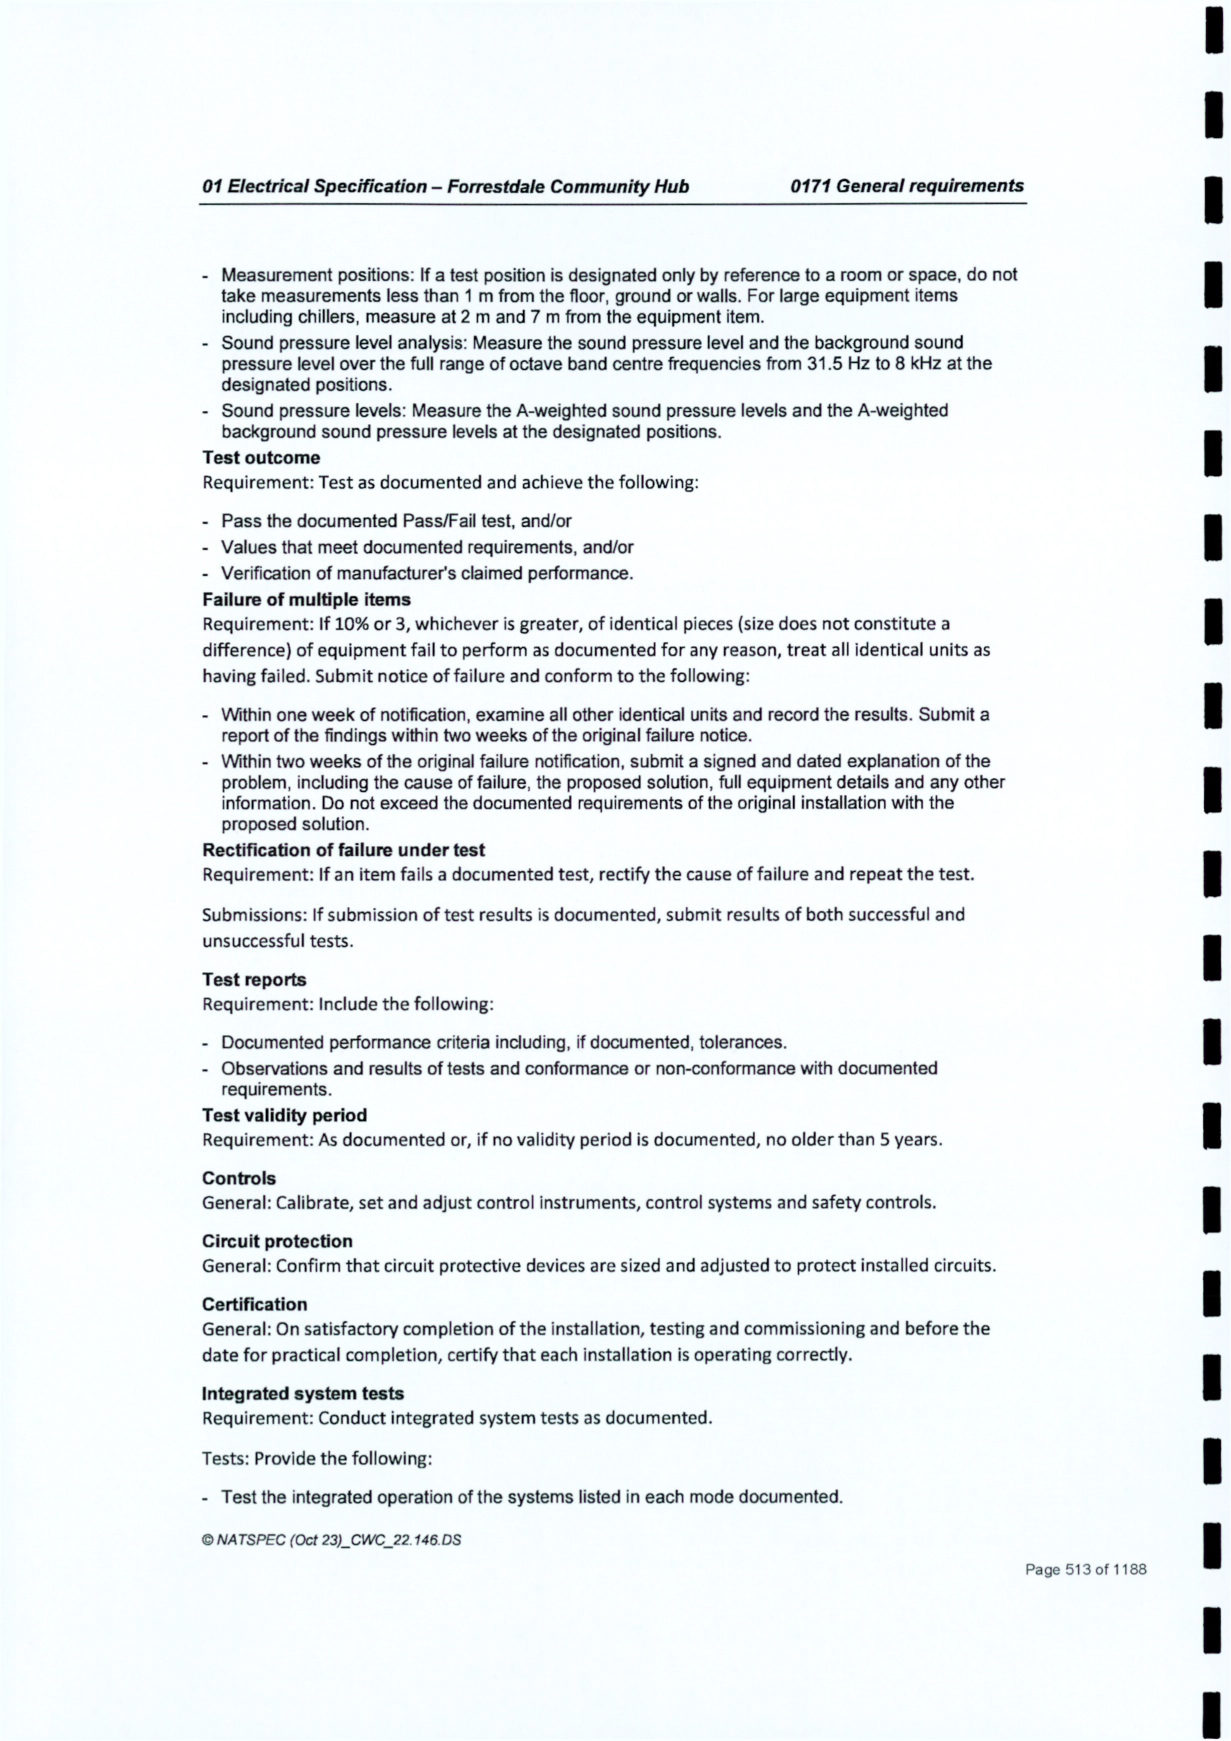 01 Electrical Specification – Forrestdale Community Hub 0171 General requirements
- Measurement positions: If a test position is designated only by reference to a room or space, do not
take measurements less than 1 m from the floor, ground or walls. For large equipment items
including chillers, measure at 2 m and 7 m from the equipment item.
- Sound pressure level analysis: Measure the sound pressure level and the background sound
pressure level over the full range of octave band centre frequencies from 31.5 Hz to 8 kHz at the
designated positions.
- Sound pressure levels: Measure the A-weighted sound pressure levels and the A-weighted
background sound pressure levels at the designated positions.
Test outcome
Requirement: Test as documented and achieve the following:
- Pass the documented Pass/Fail test, and/or
- Values that meet documented requirements, and/or
- Verification of manufacturer's claimed performance.
Failure of multiple items
Requirement: If 10% or 3, whichever is greater, of identical pieces (size does not constitute a
difference) of equipment fail to perform as documented for any reason, treat all identical units as
having failed. Submit notice of failure and conform to the following:
- Within one week of notification, examine all other identical units and record the results. Submit a
report of the findings within two weeks of the original failure notice.
- Within two weeks of the original failure notification, submit a signed and dated explanation of the
problem, including the cause of failure, the proposed solution, full equipment details and any other
information. Do not exceed the documented requirements of the original installation with the
proposed solution.
Rectification of failure under test
Requirement: If an item fails a documented test, rectify the cause of failure and repeat the test.
Submissions: If submission of test results is documented, submit results of both successful and
unsuccessful tests.
Test reports
Requirement: Include the following:
- Documented performance criteria including, if documented, tolerances.
- Observations and results of tests and conformance or non-conformance with documented
requirements.
Test validity period
Requirement: As documented or, if no validity period is documented, no older than 5 years.
Controls
General: Calibrate, set and adjust control instruments, control systems and safety controls.
Circuit protection
General: Confirm that circuit protective devices are sized and adjusted to protect installed circuits.
Certification
General: On satisfactory completion of the installation, testing and commissioning and before the
date for practical completion, certify that each installation is operating correctly.
Integrated system tests
Requirement: Conduct integrated system tests as documented.
Tests: Provide the following:
- Test the integrated operation of the systems listed in each mode documented.
© NATSPEC (Oct 23)_CWC_22.146.DS
Page 513 of 1188